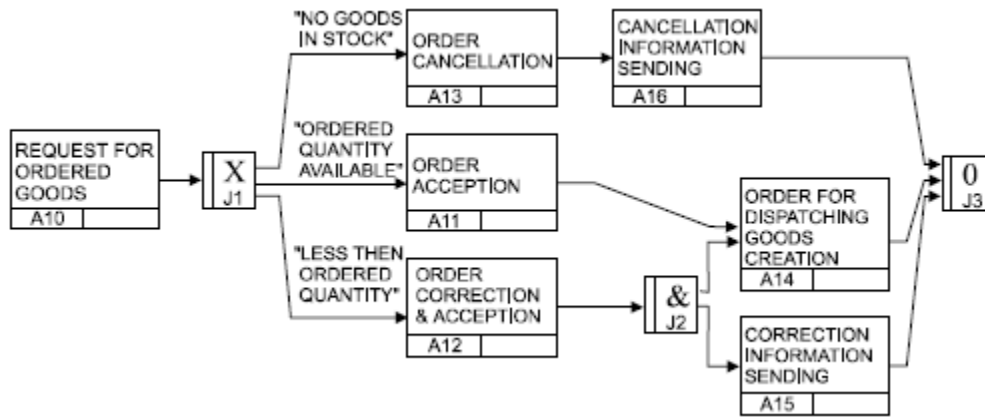 "NO GOODS
IN STOCK"
ORDER
CANCELLATION
A13
CANCELLATION
INFORMATION
SENDING
A16
REQUEST FOR
ORDERED
GOODS
A10
X
J1
"ORDERED
QUANTITY
AVAILABLE"
ORDER
ACCEPTION
A11
"LESS THEN
ORDERED
QUANTITY"
ORDER
CORRECTION
& ACCEPTION
A12
&
J2
ORDER FOR
DISPATCHING
GOODS
CREATION
A14
CORRECTION
INFORMATION
SENDING
A15
0
J3